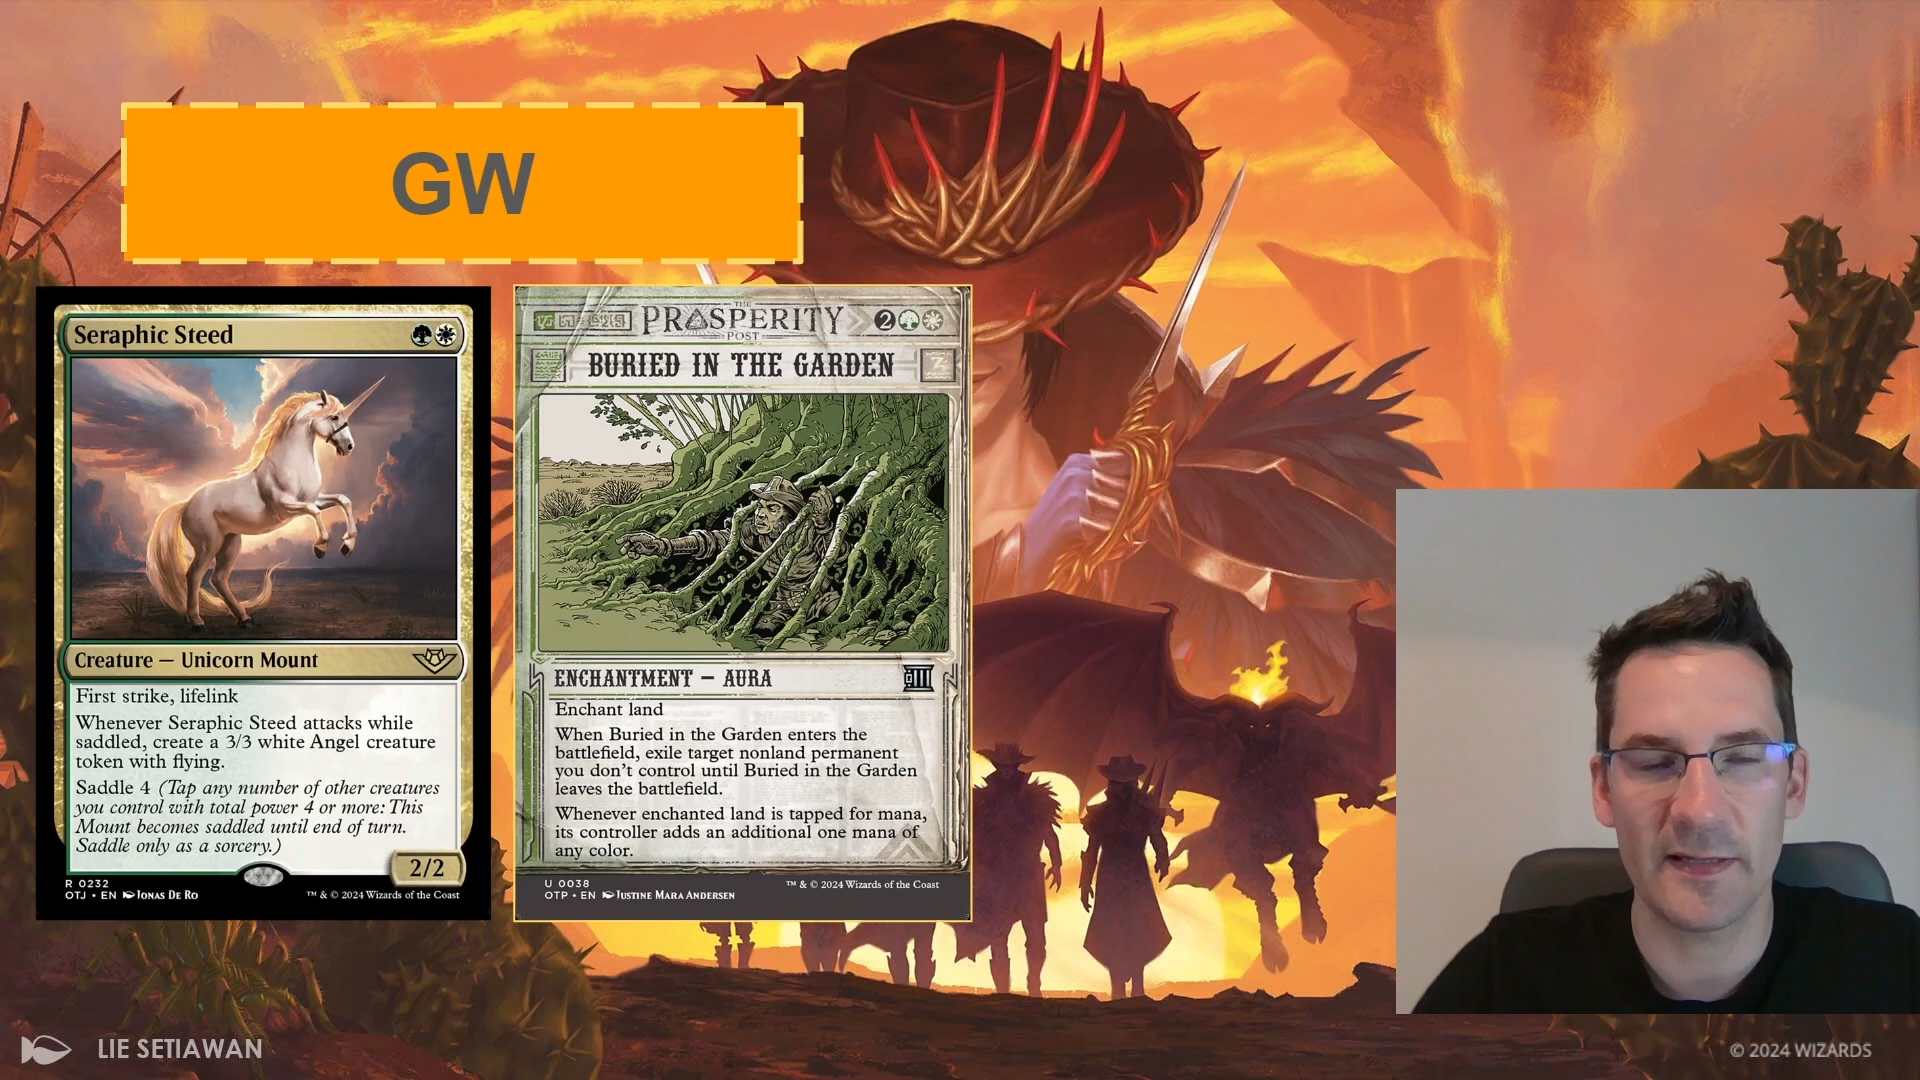 GW
Seraphic Steed
Creature — Unicorn Mount
First strike, lifelink
Whenever Seraphic Steed attacks while
saddled, create a 3/3 white Angel creature
token with flying.
Saddle 4 (Tap any number of other creatures
you control with total power 4 or more: This
Mount becomes saddled until end of turn.
Saddle only as a sorcery.)
2/2
R 0232
OTJ • EN JONAS DE RO
™ & © 2024 Wizards of the Coast
THE
PROSPERITY
POST
2
BURIED IN THE GARDEN
ENCHANTMENT — AURA
Enchant land
When Buried in the Garden enters the
battlefield, exile target nonland permanent
you don't control until Buried in the Garden
leaves the battlefield.
Whenever enchanted land is tapped for mana,
its controller adds an additional one mana of
any color.
U 0038
OTP • EN JUSTINE MARA ANDERSEN
™ & © 2024 Wizards of the Coast
LIE SETIAWAN
© 2024 WIZARDS